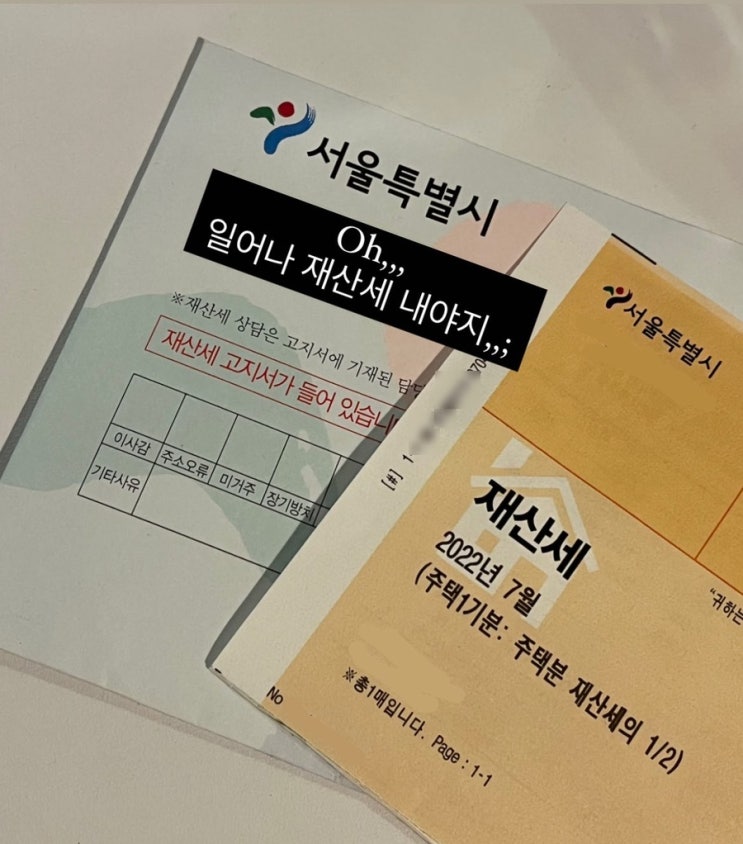 서울특별시
Oh,,,
일어나 재산세 내야지,,,;
※재산세 상담은 고지서에 기재된
재산세 고지서가 들어 있습니
이사감 주소오류 미거주 장기방치
기타사유
서울특별시
[#] 1
재산세
2022년 7월
(주택1기분: 주택분 재산세의 1/2)
"귀하는
※총1매입니다. Page : 1-1
No